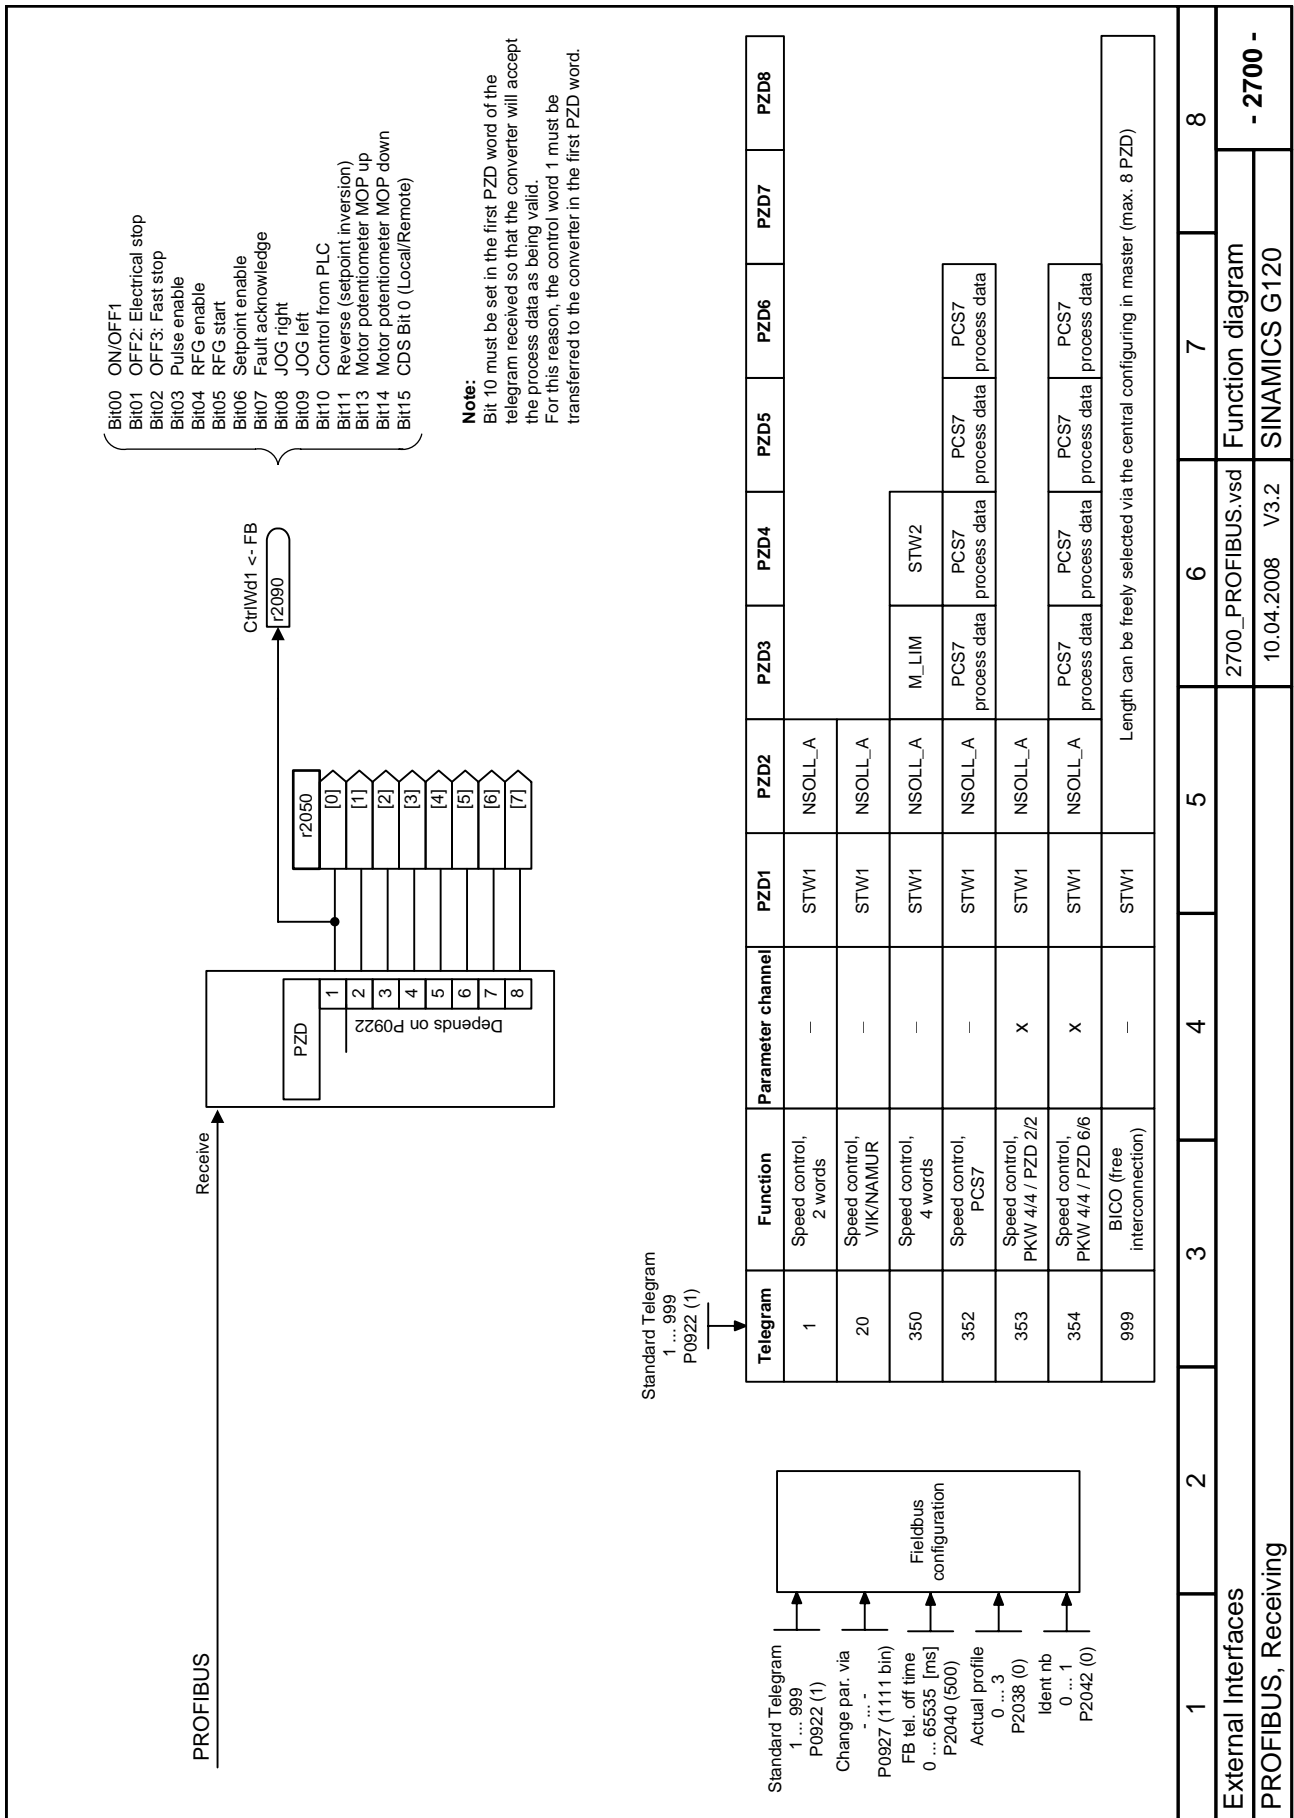 PROFIBUS
Receive
PZD
1
2
3
4
5
6
7
8
Depends on P0922
r2050
[0]
[1]
[2]
[3]
[4]
[5]
[6]
[7]
CtrlWd1 <- FB
r2090
Bit00 ON/OFF1
Bit01 OFF2: Electrical stop
Bit02 OFF3: Fast stop
Bit03 Pulse enable
Bit04 RFG enable
Bit05 RFG start
Bit06 Setpoint enable
Bit07 Fault acknowledge
Bit08 JOG right
Bit09 JOG left
Bit10 Control from PLC
Bit11 Reverse (setpoint inversion)
Bit13 Motor potentiometer MOP up
Bit14 Motor potentiometer MOP down
Bit15 CDS Bit 0 (Local/Remote)
Note:
Bit 10 must be set in the first PZD word of the
telegram received so that the converter will accept
the process data as being valid.
For this reason, the control word 1 must be
transferred to the converter in the first PZD word.
Standard Telegram
1 ... 999
P0922 (1)
Change par. via
- ... -
P0927 (1111 bin)
FB tel. off time
0 ... 65535 [ms]
P2040 (500)
Actual profile
0 ... 3
P2038 (0)
Ident nb
0 ... 1
P2042 (0)
Fieldbus
configuration
Standard Telegram
1 ... 999
P0922 (1)
Telegram Function Parameter channel PZD1 PZD2 PZD3 PZD4 PZD5 PZD6 PZD7 PZD8
1 Speed control, 2 words – STW1 NSOLL_A
20 Speed control, VIK/NAMUR – STW1 NSOLL_A
350 Speed control, 4 words – STW1 NSOLL_A M_LIM STW2
352 Speed control, PCS7 – STW1 NSOLL_A PCS7 process data PCS7 process data PCS7 process data PCS7 process data
353 Speed control, PKW 4/4 / PZD 2/2 x STW1 NSOLL_A
354 Speed control, PKW 4/4 / PZD 6/6 x STW1 NSOLL_A PCS7 process data PCS7 process data PCS7 process data PCS7 process data
999 BICO (free interconnection) – STW1 Length can be freely selected via the central configuring in master (max. 8 PZD)
1 2 3 4 5 6 7 8
External Interfaces 2700_PROFIBUS.vsd Function diagram
PROFIBUS, Receiving 10.04.2008 V3.2 SINAMICS G120
- 2700 -